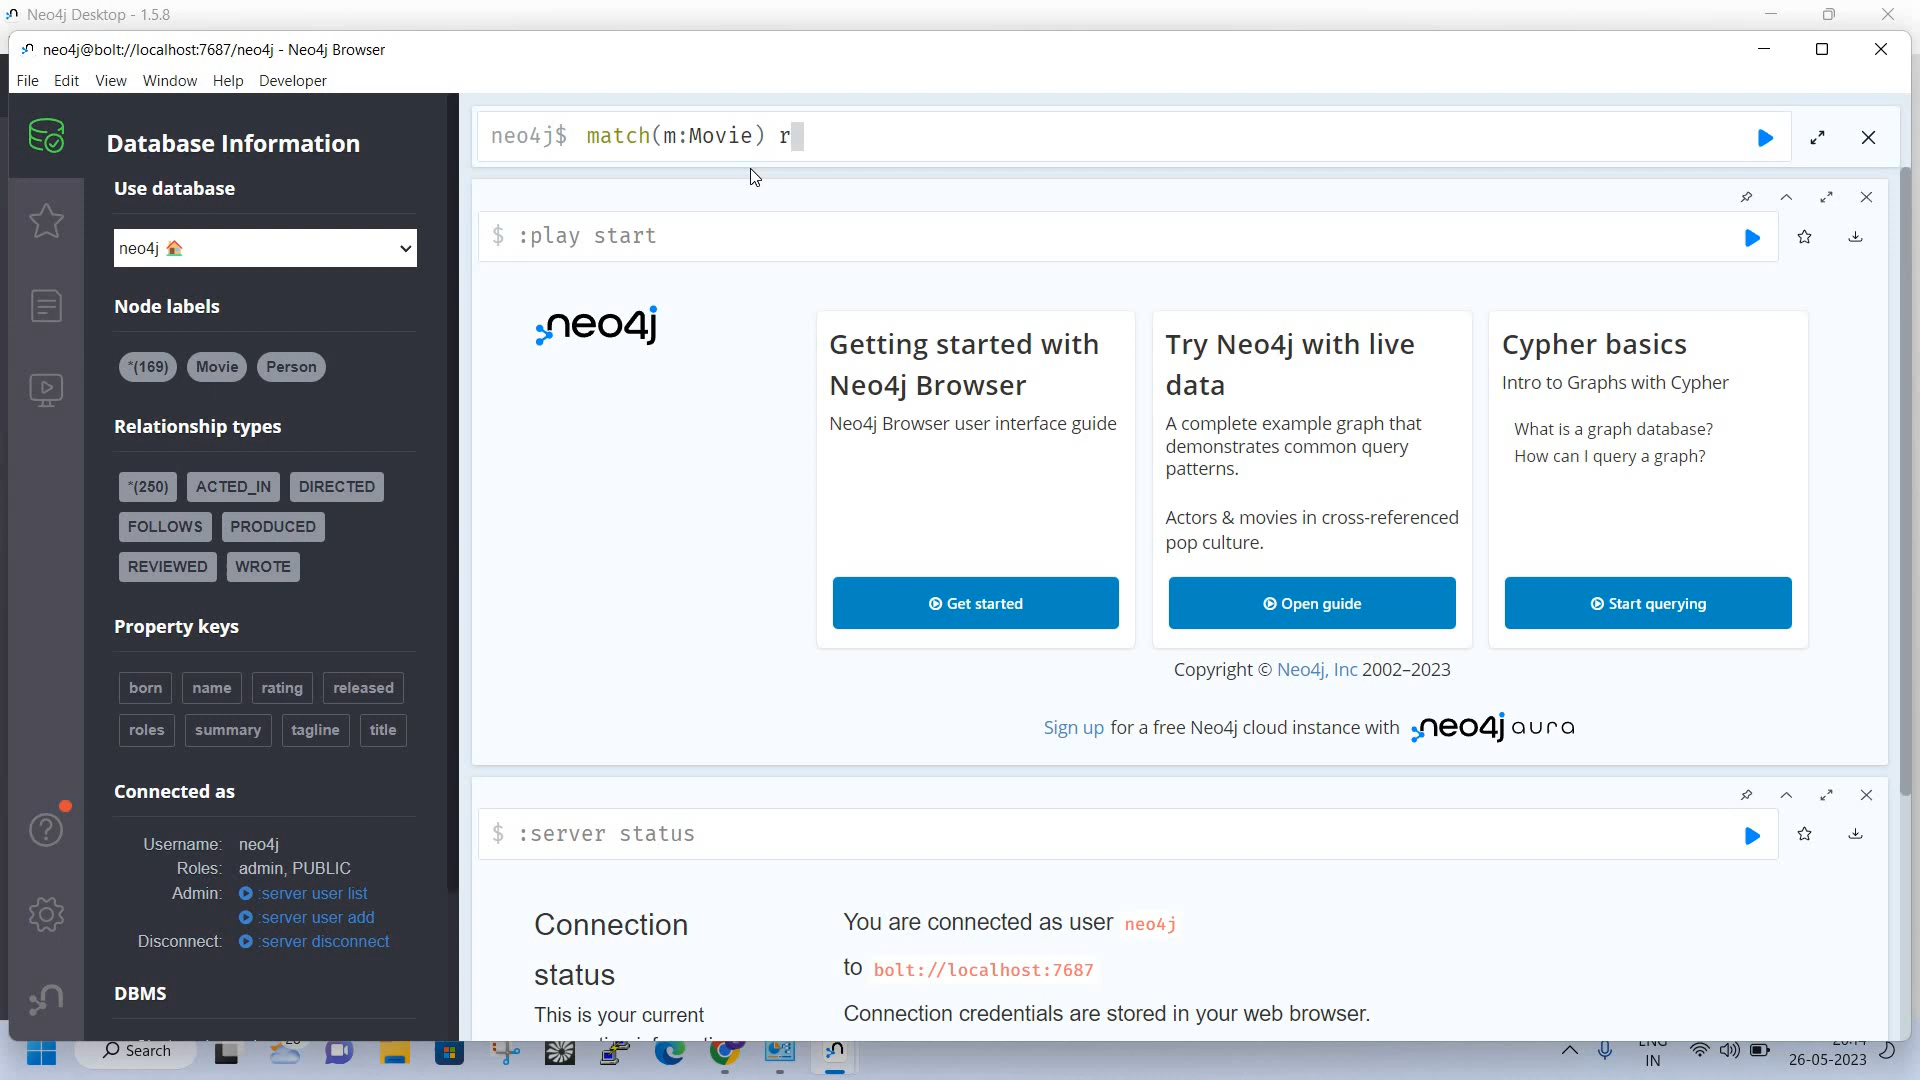 Neo4j Desktop - 1.5.8
neo4j@bolt://localhost:7687/neo4j - Neo4j Browser
File Edit View Window Help Developer
Database Information
Use database
neo4j
Node labels
*(169) Movie Person
Relationship types
*(250) ACTED_IN DIRECTED
FOLLOWS PRODUCED
REVIEWED WROTE
Property keys
born name rating released
roles summary tagline title
Connected as
Username: neo4j
Roles: admin, PUBLIC
Admin: :server user list
:server user add
Disconnect: :server disconnect
DBMS
neo4j$ match(m:Movie) r
$ :play start
neo4j
Getting started with
Neo4j Browser
Neo4j Browser user interface guide
Get started
Try Neo4j with live
data
A complete example graph that
demonstrates common query
patterns.
Actors & movies in cross-referenced
pop culture.
Open guide
Cypher basics
Intro to Graphs with Cypher
What is a graph database?
How can I query a graph?
Start querying
Copyright © Neo4j, Inc 2002–2023
Sign up for a free Neo4j cloud instance with neo4j aura
$ :server status
Connection
status
This is your current
You are connected as user neo4j
to bolt://localhost:7687
Connection credentials are stored in your web browser.
Search
ENG
IN
26-05-2023